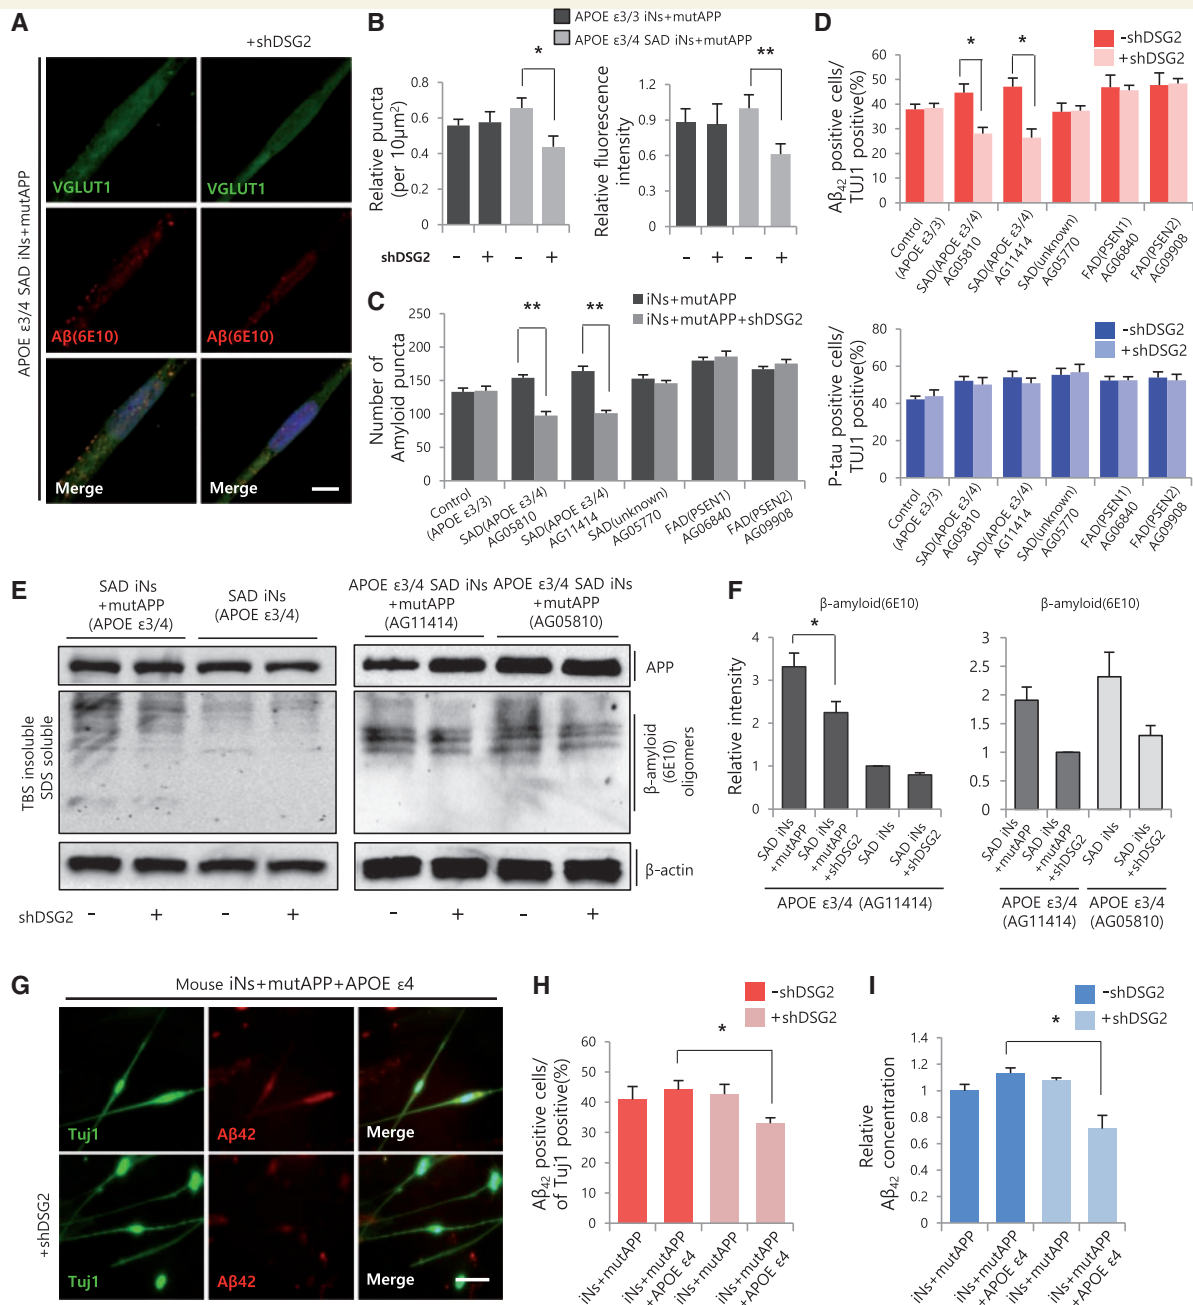 A
+shDSG2
APOE ε3/4 SAD iNs+mutAPP
VGLUT1
VGLUT1
Aβ(6E10)
Aβ(6E10)
Merge
Merge
B
APOE ε3/3 iNs+mutAPP
APOE ε3/4 SAD iNs+mutAPP
Relative puncta
(per 10μm²)
0.8
0.6
0.4
0.2
0
*
Relative fluorescence
intensity
1.2
0.9
0.6
0.3
0
**
shDSG2
- + - +
- + - +
C
iNs+mutAPP
iNs+mutAPP+shDSG2
Number of
Amyloid puncta
250
200
150
100
50
0
**
**
Control
(APOE ε3/3)
SAD(APOE ε3/4)
AG05810
SAD(APOE ε3/4)
AG11414
SAD(unknown)
AG05770
FAD(PSEN1)
AG06840
FAD(PSEN2)
AG09908
D
-shDSG2
+shDSG2
Aβ₄₂ positive cells/
TUJ1 positive(%)
60
50
40
30
20
10
0
*
*
Control
(APOE ε3/3)
SAD(APOE ε3/4)
AG05810
SAD(APOE ε3/4)
AG11414
SAD(unknown)
AG05770
FAD(PSEN1)
AG06840
FAD(PSEN2)
AG09908
-shDSG2
+shDSG2
P-tau positive cells/
TUJ1 positive(%)
80
60
40
20
0
Control
(APOE ε3/3)
SAD(APOE ε3/4)
AG05810
SAD(APOE ε3/4)
AG11414
SAD(unknown)
AG05770
FAD(PSEN1)
AG06840
FAD(PSEN2)
AG09908
E
SAD iNs
+mutAPP
(APOE ε3/4)
SAD iNs
(APOE ε3/4)
APOE ε3/4 SAD iNs
+mutAPP
(AG11414)
APOE ε3/4 SAD iNs
+mutAPP
(AG05810)
APP
TBS insoluble
SDS soluble
β-amyloid
(6E10)
oligomers
β-actin
shDSG2
- + - +
- + - +
F
β-amyloid(6E10)
Relative intensity
4
3
2
1
0
*
SAD iNs
+mutAPP
SAD iNs
+mutAPP
+shDSG2
SAD iNs
SAD iNs
+shDSG2
APOE ε3/4 (AG11414)
β-amyloid(6E10)
3
2.5
2
1.5
1
0.5
0
SAD iNs
+mutAPP
SAD iNs
+mutAPP
+shDSG2
SAD iNs
SAD iNs
+shDSG2
APOE ε3/4
(AG11414)
APOE ε3/4
(AG05810)
G
Mouse iNs+mutAPP+APOE ε4
Tuj1
Aβ42
Merge
+shDSG2
Tuj1
Aβ42
Merge
H
-shDSG2
+shDSG2
Aβ₄₂ positive cells/
of Tuj1 positive(%)
60
50
40
30
20
10
0
*
iNs+mutAPP
iNs+mutAPP
+APOE ε4
iNs+mutAPP
iNs+mutAPP
+APOE ε4
I
-shDSG2
+shDSG2
Relative
Aβ₄₂ concentration
1.4
1.2
1
0.8
0.6
0.4
0.2
0
*
iNs+mutAPP
iNs+mutAPP
+APOE ε4
iNs+mutAPP
iNs+mutAPP
+APOE ε4